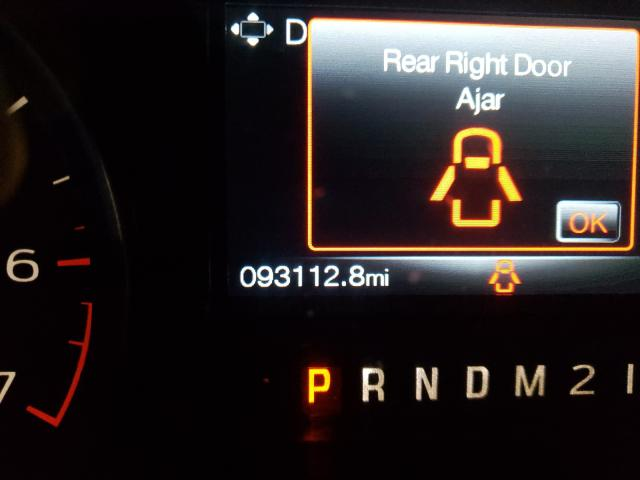 D
Rear Right Door
Ajar
OK
6
093112.8mi
7
P R N D M 2 1